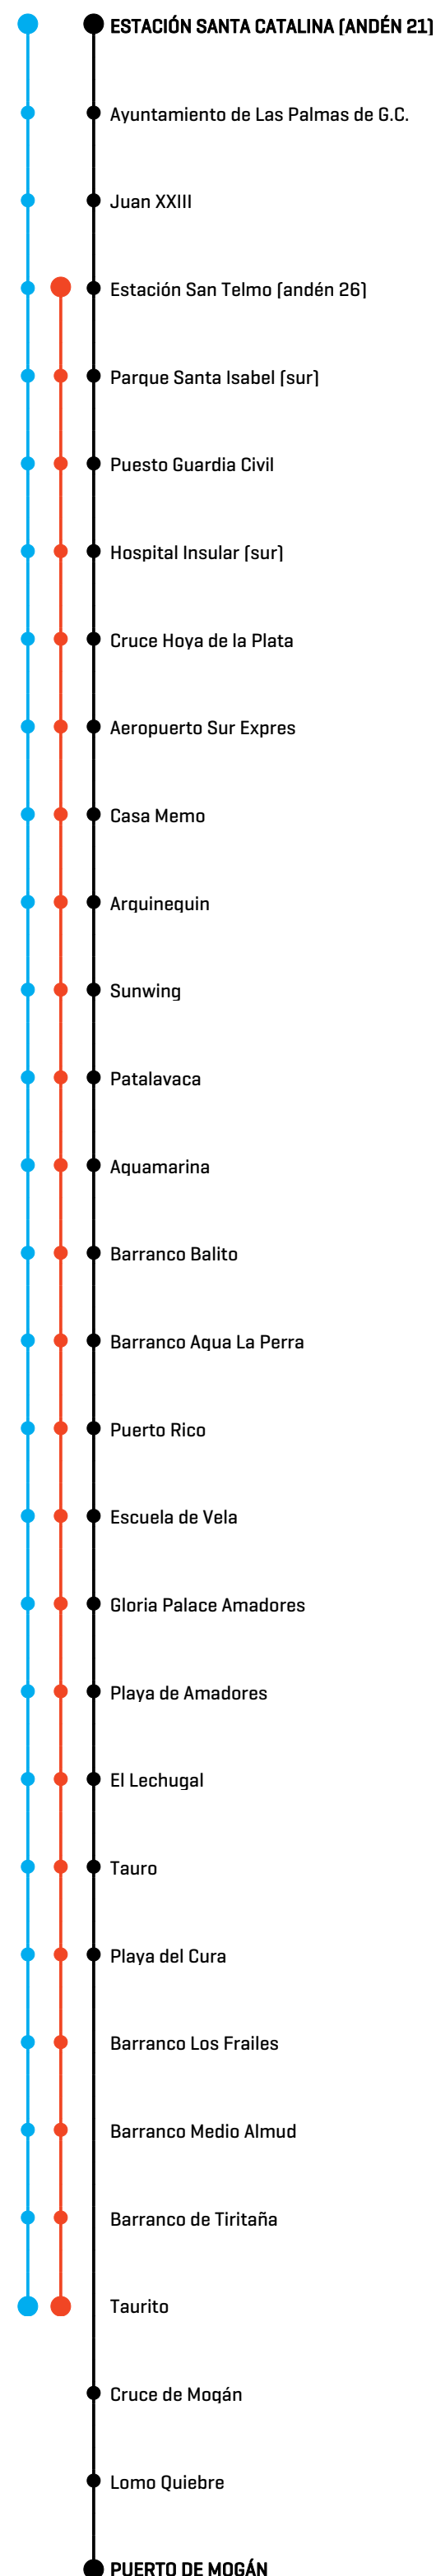 ESTACIÓN SANTA CATALINA (ANDÉN 21)
Ayuntamiento de Las Palmas de G.C.
Juan XXIII
Estación San Telmo (andén 26)
Parque Santa Isabel (sur)
Puesto Guardia Civil
Hospital Insular (sur)
Cruce Hoya de la Plata
Aeropuerto Sur Expres
Casa Memo
Arquinequin
Sunwing
Patalavaca
Aquamarina
Barranco Balito
Barranco Aqua La Perra
Puerto Rico
Escuela de Vela
Gloria Palace Amadores
Playa de Amadores
El Lechugal
Tauro
Playa del Cura
Barranco Los Frailes
Barranco Medio Almud
Barranco de Tiritaña
Taurito
Cruce de Mogán
Lomo Quiebre
PUERTO DE MOGÁN